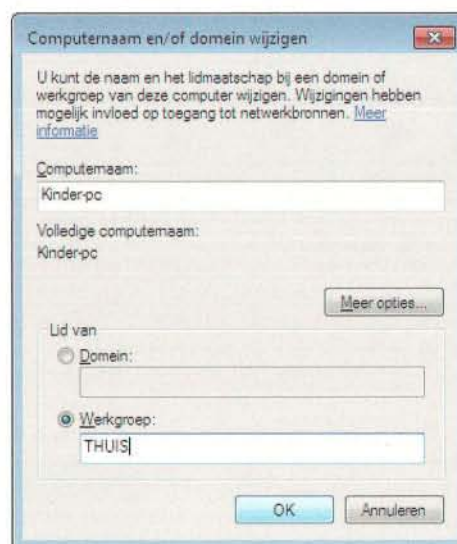 Computernaam en/of domein wijzigen
U kunt de naam en het lidmaatschap bij een domein of
werkgroep van deze computer wijzigen. Wijzigingen hebben
mogelijk invloed op toegang tot netwerkbronnen. Meer
informatie
Computernaam:
Kinder-pc
Volledige computernaam:
Kinder-pc
Meer opties...
Lid van
Domein:
Werkgroep:
THUIS
OK
Annuleren